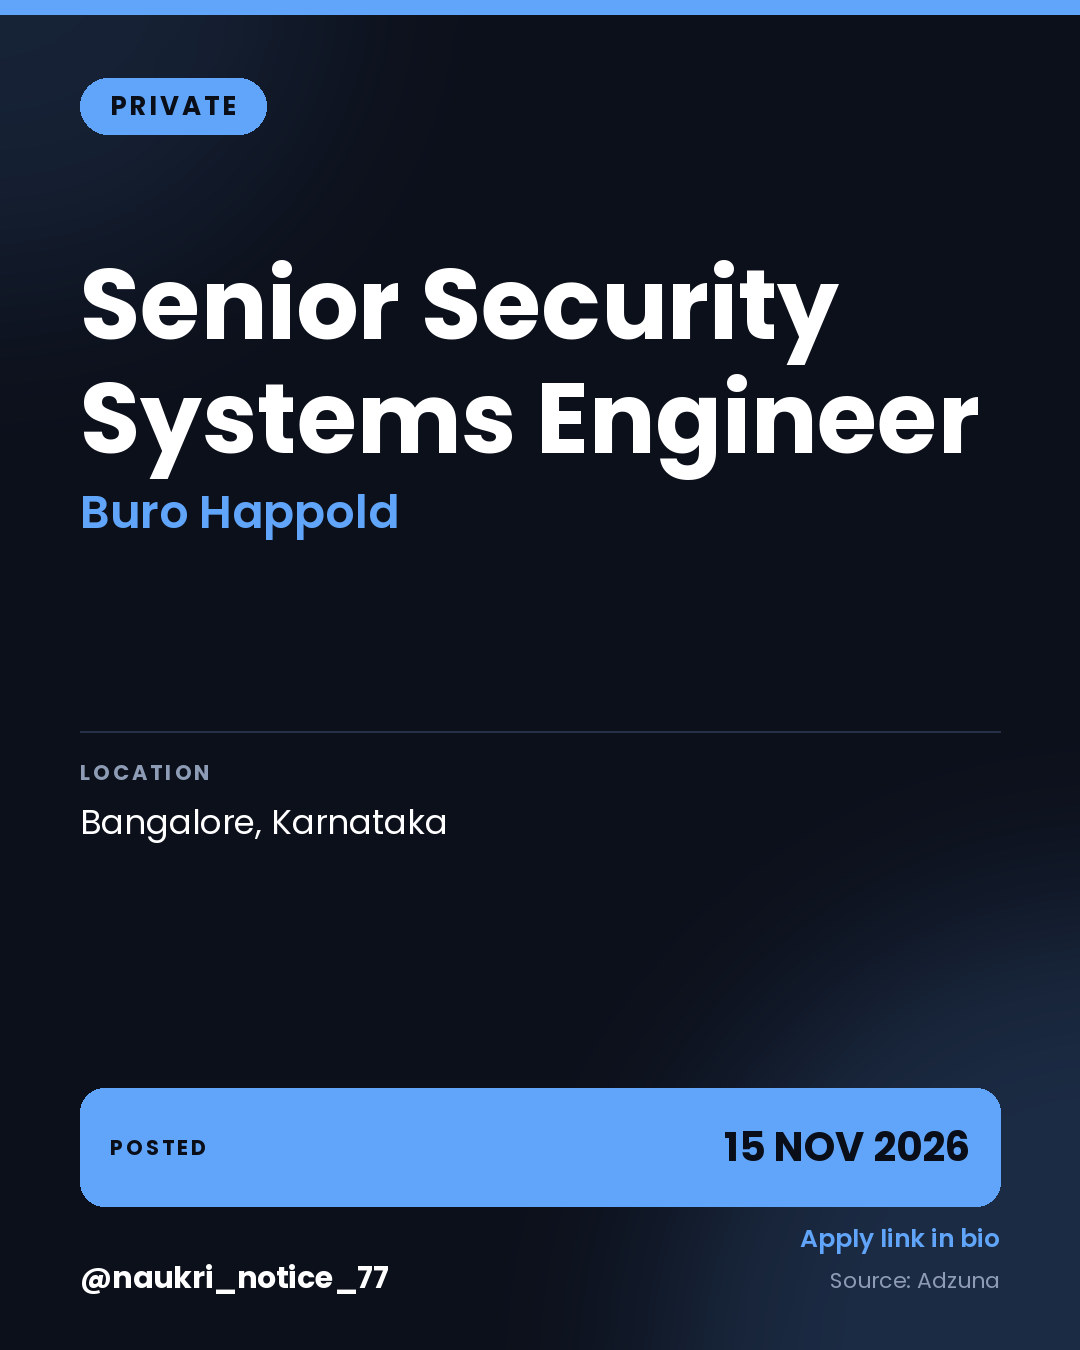 PRIVATE
Senior Security
Systems Engineer
Buro Happold
LOCATION
Bangalore, Karnataka
POSTED
15 NOV 2026
Apply link in bio
@naukri_notice_77
Source: Adzuna